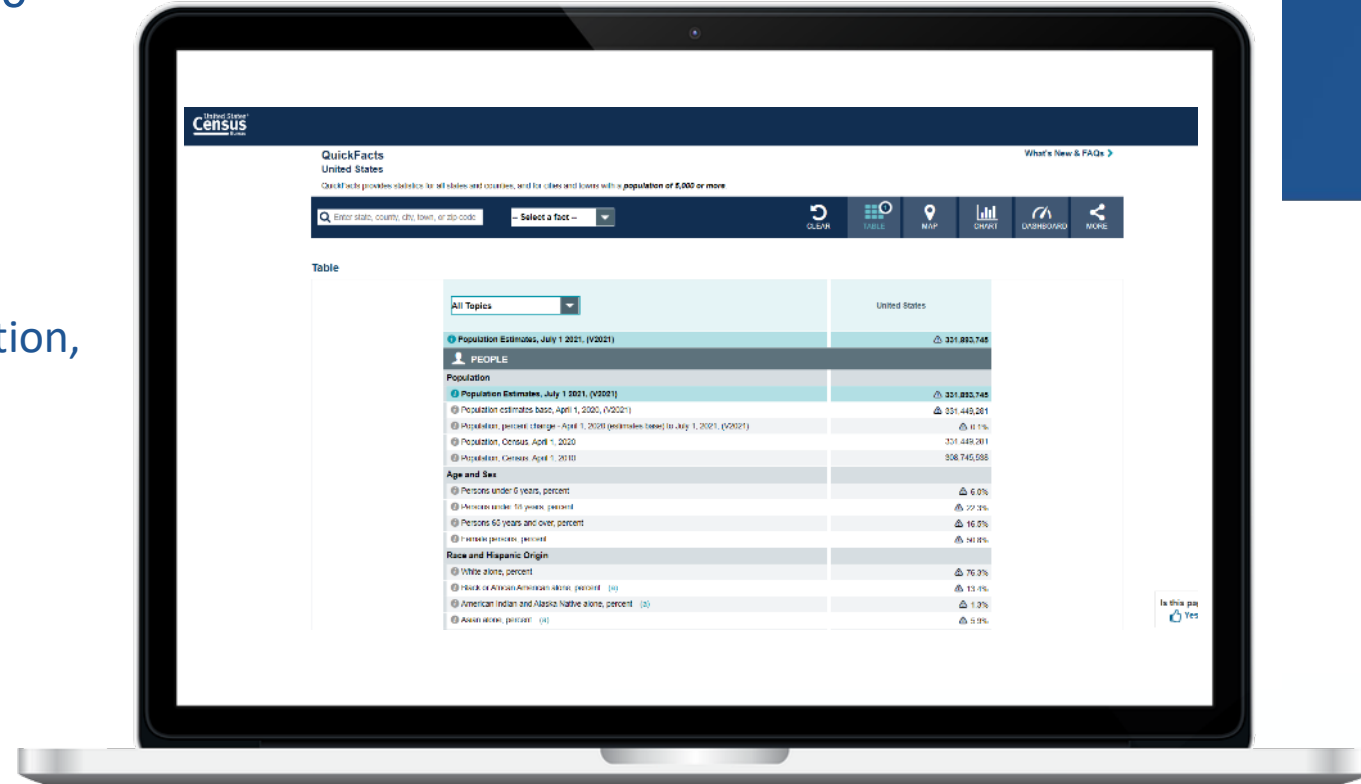 tion,
United States
Census
Bureau
QuickFacts
What's New & FAQs
United States
QuickFacts provides statistics for all states and counties, and for cities and towns with a population of 5,000 or more
Enter state, county, city, town, or zip code
-- Select a fact --
CLEAR
TABLE
MAP
CHART
DASHBOARD
MORE
Table
All Topics
United States
Population Estimates, July 1 2021, (V2021) 331,893,745
PEOPLE
Population
Population Estimates, July 1 2021, (V2021) 331,893,745
Population estimates base, April 1, 2020, (V2021) 331,449,281
Population, percent change - April 1, 2020 (estimates base) to July 1, 2021, (V2021) 0.1%
Population, Census, April 1, 2020 331,449,281
Population, Census, April 1, 2010 308,745,538
Age and Sex
Persons under 5 years, percent 6.0%
Persons under 18 years, percent 22.3%
Persons 65 years and over, percent 16.5%
Female persons, percent 50.8%
Race and Hispanic Origin
White alone, percent 76.3%
Black or African American alone, percent (a) 13.4%
American Indian and Alaska Native alone, percent (a) 1.3%
Asian alone, percent (a) 5.9%
Is this pag
Yes